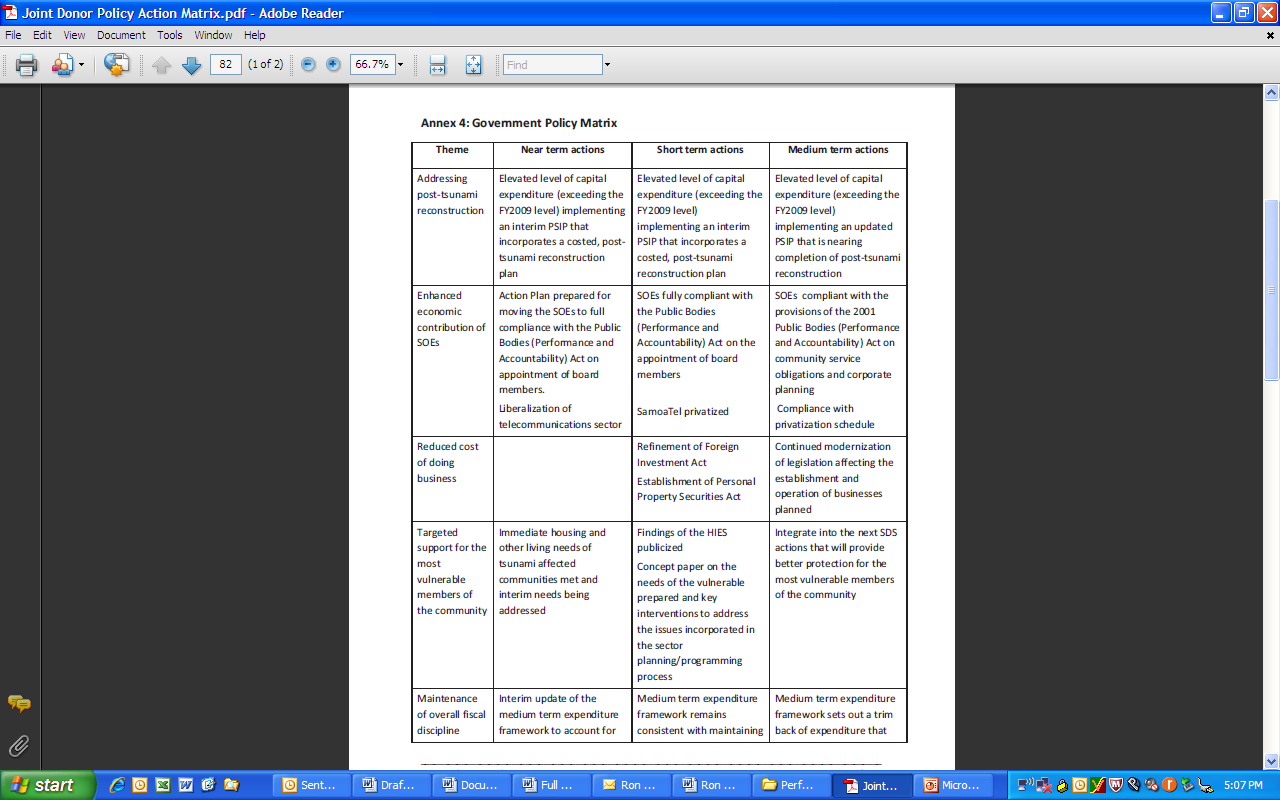 Joint Donor Policy Action Matrix.pdf - Adobe Reader
File Edit View Document Tools Window Help
82 (1 of 2) 66.7% Find
Annex 4: Government Policy Matrix
Theme
Near term actions
Short term actions
Medium term actions
Addressing
post-tsunami
reconstruction
Elevated level of capital
expenditure (exceeding the
FY2009 level) implementing
an interim PSIP that
incorporates a costed, post-
tsunami reconstruction
plan
Elevated level of capital
expenditure (exceeding the
FY2009 level)
implementing an interim
PSIP that incorporates a
costed, post-tsunami
reconstruction plan
Elevated level of capital
expenditure (exceeding the
FY2009 level)
implementing an updated
PSIP that is nearing
completion of post-tsunami
reconstruction
Enhanced
economic
contribution of
SOEs
Action Plan prepared for
moving the SOEs to full
compliance with the Public
Bodies (Performance and
Accountability) Act on
appointment of board
members.
Liberalization of
telecommunications sector
SOEs fully compliant with
the Public Bodies
(Performance and
Accountability) Act on the
appointment of board
members
SamoaTel privatized
SOEs compliant with the
provisions of the 2001
Public Bodies (Performance
and Accountability) Act on
community service
obligations and corporate
planning
Compliance with
privatization schedule
Reduced cost
of doing
business
Refinement of Foreign
Investment Act
Establishment of Personal
Property Securities Act
Continued modernization
of legislation affecting the
establishment and
operation of businesses
planned
Targeted
support for the
most
vulnerable
members of
the community
Immediate housing and
other living needs of
tsunami affected
communities met and
interim needs being
addressed
Findings of the HIES
publicized
Concept paper on the
needs of the vulnerable
prepared and key
interventions to address
the issues incorporated in
the sector
planning/programming
process
Integrate into the next SDS
actions that will provide
better protection for the
most vulnerable members
of the community
Maintenance
of overall fiscal
discipline
Interim update of the
medium term expenditure
framework to account for
Medium term expenditure
framework remains
consistent with maintaining
Medium term expenditure
framework sets out a trim
back of expenditure that
start Sent... Draf... Docu... Full ... Ron ... Ron ... Perf... Joint... Micro... 5:07 PM